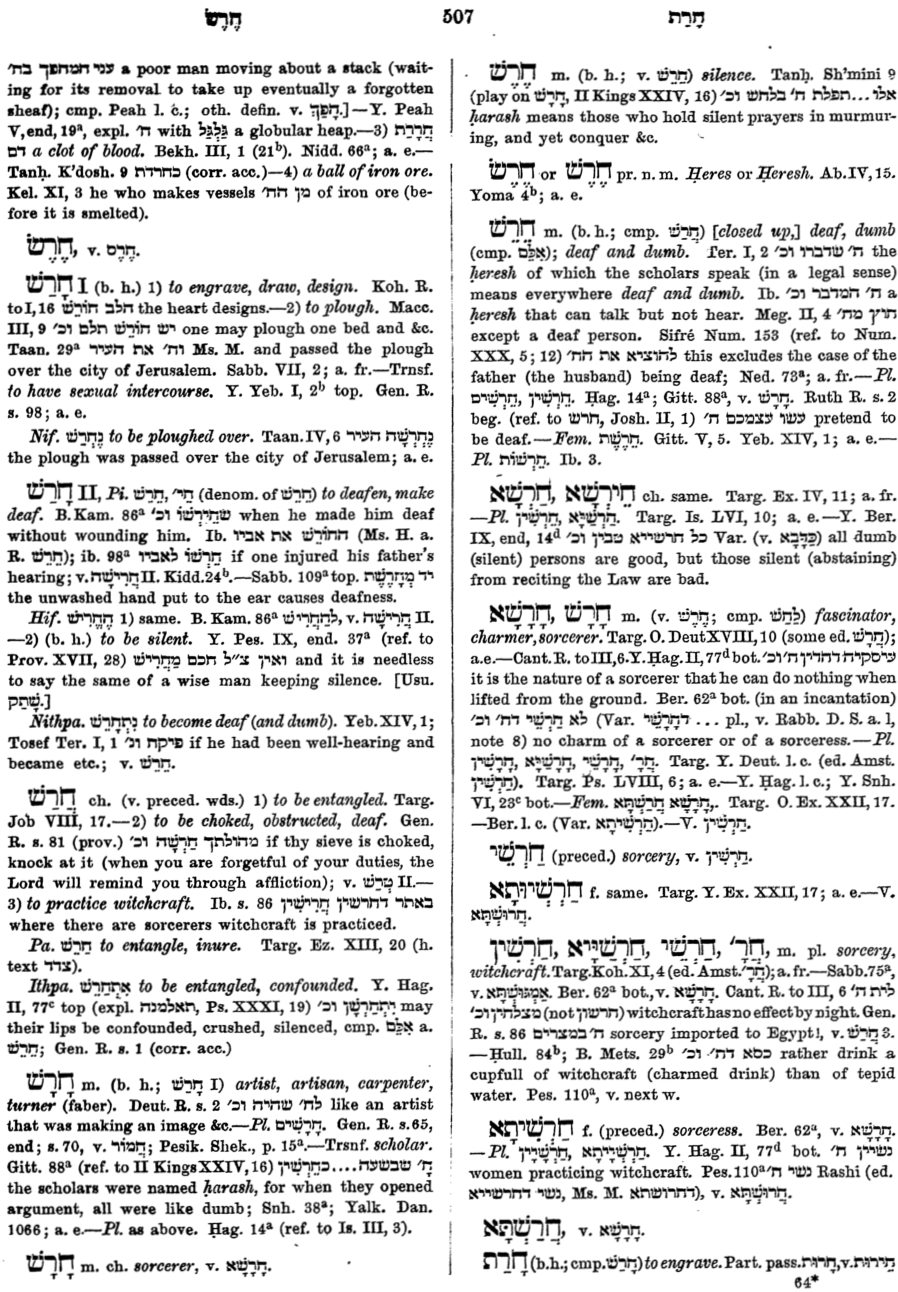 חֶרֶשׂ 507 חָרַת
עני המהפך בח׳ a poor man moving about a stack (wait-
ing for its removal to take up eventually a forgotten
sheaf); cmp. Peah l. c.; oth. defin. v. הָפַךְ.]—Y. Peah
V, end, 19ᵃ, expl. ח׳ with גַּלְגַּל a globular heap.—3) חֲרָרַת
דם a clot of blood. Bekh. III, 1 (21ᵇ). Nidd. 66ᵃ; a. e.—
Tanḥ. K'dosh. 9 כחרדת (corr. acc.)—4) a ball of iron ore.
Kel. XI, 3 he who makes vessels מן הח׳ of iron ore (be-
fore it is smelted).
חֶרֶשׂ, v. חֶרֶס.
חָרַשׁ I (b. h.) 1) to engrave, draw, design. Koh. R.
to I, 16 הלב חוֹרֵשׁ the heart designs.—2) to plough. Macc.
III, 9 יש חוֹרֵשׁ תלם וכ׳ one may plough one bed and &c.
Taan. 29ᵃ וח׳ את העיר Ms. M. and passed the plough
over the city of Jerusalem. Sabb. VII, 2; a. fr.—Trnsf.
to have sexual intercourse. Y. Yeb. I, 2ᵇ top. Gen. R.
s. 98; a. e.
Nif. נֶחֱרַשׁ to be ploughed over. Taan. IV, 6 נֶחֶרְשָׁה העיר
the plough was passed over the city of Jerusalem; a. e.
חָרַשׁ II, Pi. חֵרֵשׁ, חֵי׳ (denom. of חֵרֵשׁ) to deafen, make
deaf. B. Kam. 86ᵃ שחֵירְשׁוֹ וכ׳ when he made him deaf
without wounding him. Ib. החוֹרֵשׁ את אביו (Ms. H. a.
R. חֵרֵשׁ); ib. 98ᵃ חֵרְשׁוֹ לאביו if one injured his father's
hearing; v. חֲרִישָׁה II. Kidd. 24ᵇ.—Sabb. 109ᵃ top. יד מְחָרֶשֶׁת
the unwashed hand put to the ear causes deafness.
Hif. הֶחֱרִישׁ 1) same. B. Kam. 86ᵃ להַחֲרִישׁ, v. חֲרִישָׁה II.
—2) (b. h.) to be silent. Y. Pes. IX, end. 37ᵃ (ref. to
Prov. XVII, 28) ואין צ״ל חכם מַחֲרִישׁ and it is needless
to say the same of a wise man keeping silence. [Usu.
שָׁתַק.]
Nithpa. נִתְחָרֵשׁ to become deaf (and dumb). Yeb. XIV, 1;
Tosef Ter. I, 1 פיקח ונ׳ if he had been well-hearing and
became etc.; v. חֵרֵשׁ.
חֲרַשׁ ch. (v. preced. wds.) 1) to be entangled. Targ.
Job VIII, 17.—2) to be choked, obstructed, deaf. Gen.
R. s. 81 (prov.) מהולתך חַרְשָׁה וכ׳ if thy sieve is choked,
knock at it (when you are forgetful of your duties, the
Lord will remind you through affliction); v. טְרַשׁ II.—
3) to practice witchcraft. Ib. s. 86 באתר דחרשין חֲרִישִׁין
where there are sorcerers witchcraft is practiced.
Pa. חָרֵשׁ to entangle, inure. Targ. Ez. XIII, 20 (h.
text צדד).
Ithpa. אִתְחָרֵשׁ to be entangled, confounded. Y. Hag.
II, 77ᶜ top (expl. תאלמנה, Ps. XXXI, 19) יִתְחָרְשָׁן וכ׳ may
their lips be confounded, crushed, silenced, cmp. אִלֵּם a.
חֵרֵשׁ; Gen. R. s. 1 (corr. acc.)
חָרָשׁ m. (b. h.; חָרַשׁ I) artist, artisan, carpenter,
turner (faber). Deut. R. s. 2 לח׳ שהיה וכ׳ like an artist
that was making an image &c.—Pl. חָרָשִׁים. Gen. R. s. 65,
end; s. 70, v. חֲמוֹר; Pesik. Shek., p. 15ᵃ.—Trnsf. scholar.
Gitt. 88ᵃ (ref. to II Kings XXIV, 16) ח׳ שבשעה....כחֵרְשִׁין
the scholars were named ḥarash, for when they opened
argument, all were like dumb; Snh. 38ᵃ; Yalk. Dan.
1066; a. e.—Pl. as above. Hag. 14ᵃ (ref. to Is. III, 3).
חָרָשׁ m. ch. sorcerer, v. חָרָשָׁא.
חֶרֶשׁ m. (b. h.; v. חֵרֵשׁ) silence. Tanḥ. Sh'mini 9
(play on חָרָשׁ, II Kings XXIV, 16) אלו...תפלת ח׳ בלחש וכ׳
ḥarash means those who hold silent prayers in murmur-
ing, and yet conquer &c.
חֶרֶשׁ or חֶרֶשׂ pr. n. m. Ḥeres or Ḥeresh. Ab. IV, 15.
Yoma 4ᵇ; a. e.
חֵרֵשׁ m. (b. h.; cmp. חֲרַשׁ) [closed up,] deaf, dumb
(cmp. אִלֵּם); deaf and dumb. Ter. I, 2 ח׳ שדברו וכ׳ the
ḥeresh of which the scholars speak (in a legal sense)
means everywhere deaf and dumb. Ib. ח׳ המדבר וכ׳ a
ḥeresh that can talk but not hear. Meg. II, 4 חוץ מח׳
except a deaf person. Sifré Num. 153 (ref. to Num.
XXX, 5; 12) להוציא את הח׳ this excludes the case of the
father (the husband) being deaf; Ned. 73ᵃ; a. fr.—Pl.
חֵרְשִׁין, חֵרְשִׁים. Hag. 14ᵃ; Gitt. 88ᵃ, v. חָרָשׁ. Ruth R. s. 2
beg. (ref. to חרש, Josh. II, 1) עשו עצמכם ח׳ pretend to
be deaf.—Fem. חֵרֶשֶׁת. Gitt. V, 5. Yeb. XIV, 1; a. e.—
Pl. חֵרְשׁוֹת. Ib. 3.
חֵירְשָׁא, חַרְשָׁא ch. same. Targ. Ex. IV, 11; a. fr.
—Pl. חַרְשַׁיָּא, חַרְשִׁין. Targ. Is. LVI, 10; a. e.—Y. Ber.
IX, end, 14ᵈ כל חרשייא טבין וכ׳ Var. (v. כַּדָּבָא) all dumb
(silent) persons are good, but those silent (abstaining)
from reciting the Law are bad.
חָרָשׁ, חָרָשָׁא m. (v. חֶרֶשׁ; cmp. לַחַשׁ) fascinator,
charmer, sorcerer. Targ. O. Deut XVIII, 10 (some ed. חָרַשׁ);
a. e.—Cant. R. to III, 6. Y. Hag. II, 77ᵈ bot. עיסקיה דהדין ח׳ וכ׳
it is the nature of a sorcerer that he can do nothing when
lifted from the ground. Ber. 62ᵃ bot. (in an incantation)
לא חַרְשֵׁי דח׳ וכ׳ (Var. דחָרָשֵׁי ... pl., v. Rabb. D. S. a. l,
note 8) no charm of a sorcerer or of a sorceress.—Pl.
חָרָשִׁין, חָרָשַׁיָּא, חָרָשֵׁי, חֲרָ׳. Targ. Y. Deut. l. c. (ed. Amst.
חַרְשִׁין). Targ. Ps. LVIII, 6; a. e.—Y. Hag. l. c.; Y. Snh.
VI, 23ᶜ bot.—Fem. חָרָשָׁא חֲרַשְׁתָּא,. Targ. O. Ex. XXII, 17.
—Ber. l. c. (Var. חַרְשִׁיתָא).—V. חַרְשִׁין.
חַרְשֵׁי (preced.) sorcery, v. חַרְשִׁין.
חַרְשְׁיוּתָא f. same. Targ. Y. Ex. XXII, 17; a. e.—V.
חֲרוּשְׁתָּא.
חַרְשִׁין, חַרְשַׁיָּיא, חַרְשֵׁי, חֲרָ׳, m. pl. sorcery,
witchcraft. Targ. Koh. XI, 4 (ed. Amst. חֲרָ׳); a. fr.—Sabb. 75ᵃ,
v. אַמְגּוּשְׁתָּא. Ber. 62ᵃ bot., v. חָרָשָׁא. Cant. R. to III, 6 לית ח׳
מצלחין וכ׳ (not חרשון) witchcraft has no effect by night. Gen.
R. s. 86 ח׳ במצרים sorcery imported to Egypt!, v. חֲרַשׁ 3.
—Hull. 84ᵇ; B. Mets. 29ᵇ כסא דח׳ וכ׳ rather drink a
cupfull of witchcraft (charmed drink) than of tepid
water. Pes. 110ᵃ, v. next w.
חַרְשִׁיתָא f. (preced.) sorceress. Ber. 62ᵃ, v. חָרָשָׁא.
—Pl. חַרְשְׁיָיתָא, חַרְשְׁיָין. Y. Hag. II, 77ᵈ bot. נשיין ח׳
women practicing witchcraft. Pes. 110ᵃ נשי ח׳ Rashi (ed.
נשי דחרשייא, Ms. M. דחרושתא), v. חֲרוּשְׁתָּא.
חֲרַשְׁתָּא, v. חָרָשָׁא.
חָרַת (b. h.; cmp. חָרַשׁ) to engrave. Part. pass. חָרוּת, v. חֵירוּת
64*